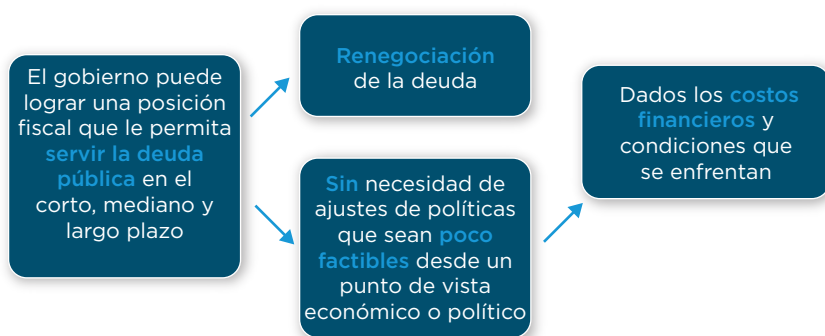 El gobierno puede
lograr una posición
fiscal que le permita
servir la deuda
pública en el
corto, mediano y
largo plazo
Renegociación
de la deuda
Sin necesidad de
ajustes de políticas
que sean poco
factibles desde un
punto de vista
económico o político
Dados los costos
financieros y
condiciones que
se enfrentan